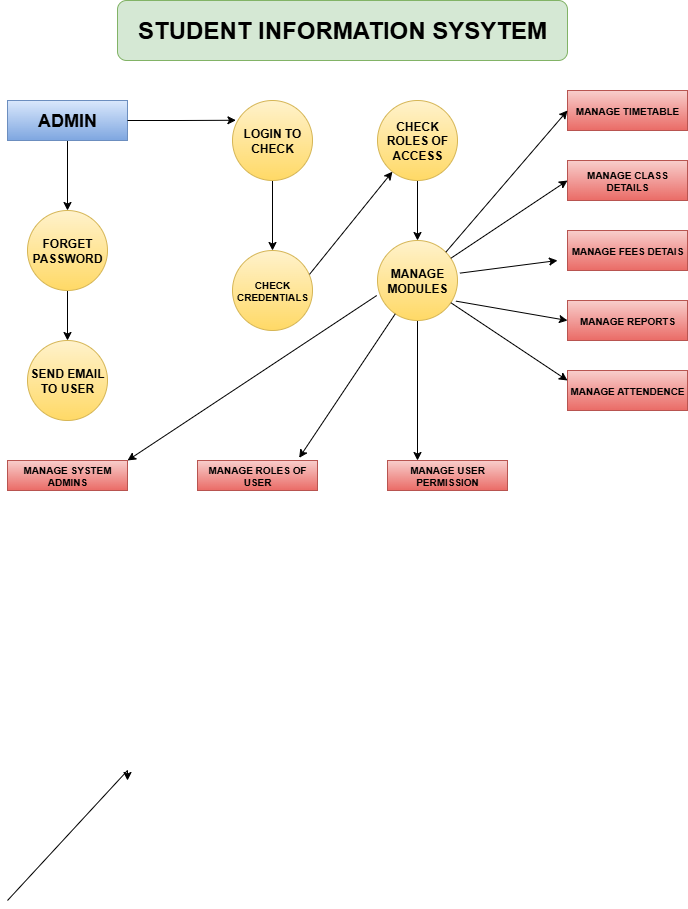 STUDENT INFORMATION SYSYTEM
ADMIN
LOGIN TO
CHECK
CHECK
ROLES OF
ACCESS
MANAGE TIMETABLE
MANAGE CLASS
DETAILS
FORGET
PASSWORD
CHECK
CREDENTIALS
MANAGE
MODULES
MANAGE FEES DETAIS
MANAGE REPORTS
SEND EMAIL
TO USER
MANAGE ATTENDENCE
MANAGE SYSTEM
ADMINS
MANAGE ROLES OF
USER
MANAGE USER
PERMISSION